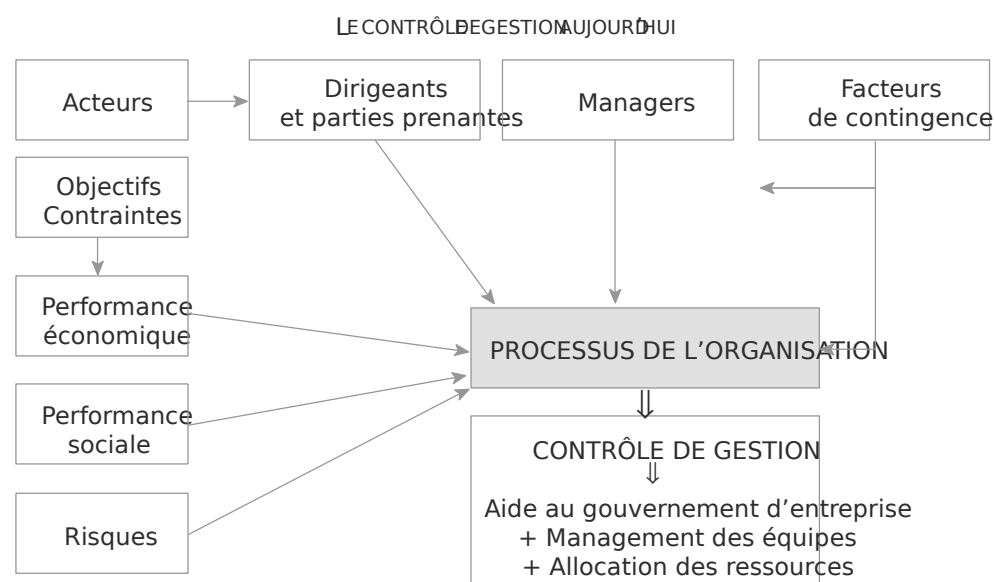 LE CONTRÔLE DE GESTION AUJOURD'HUI
Acteurs
Dirigeants
et parties prenantes
Managers
Facteurs
de contingence
Objectifs
Contraintes
Performance
économique
PROCESSUS DE L’ORGANISATION
Performance
sociale
CONTRÔLE DE GESTION
Risques
Aide au gouvernement d’entreprise
+ Management des équipes
+ Allocation des ressources